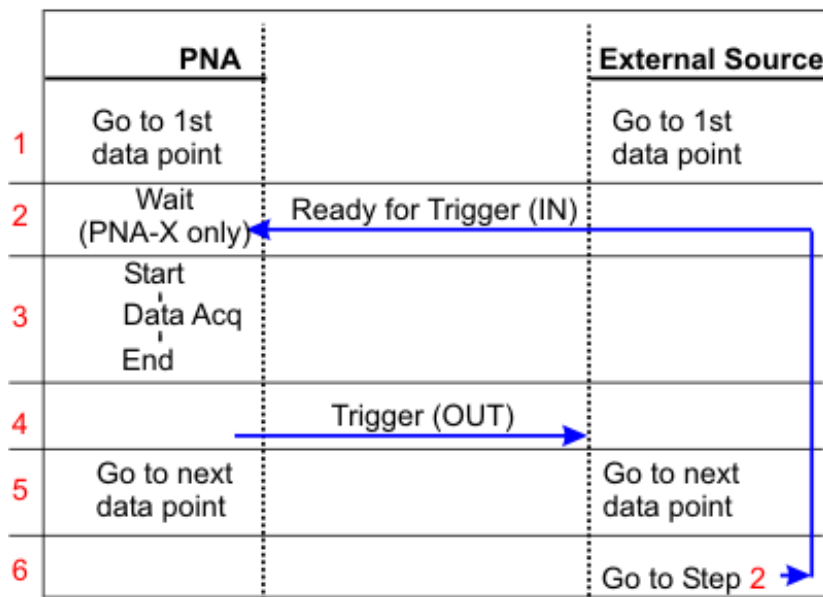 PNA
External Source
1
Go to 1st
data point
Go to 1st
data point
2
Wait
(PNA-X only)
Ready for Trigger (IN)
3
Start
Data Acq
End
4
Trigger (OUT)
5
Go to next
data point
Go to next
data point
6
Go to Step 2